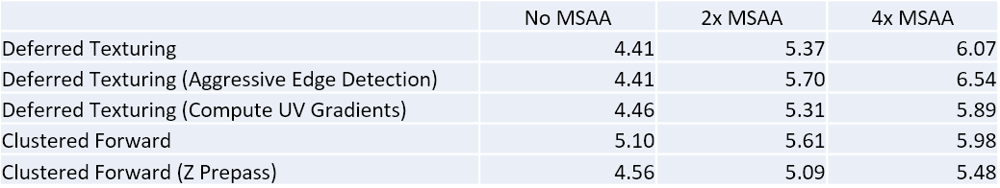 No MSAA 2x MSAA 4x MSAA
Deferred Texturing 4.41 5.37 6.07
Deferred Texturing (Aggressive Edge Detection) 4.41 5.70 6.54
Deferred Texturing (Compute UV Gradients) 4.46 5.31 5.89
Clustered Forward 5.10 5.61 5.98
Clustered Forward (Z Prepass) 4.56 5.09 5.48